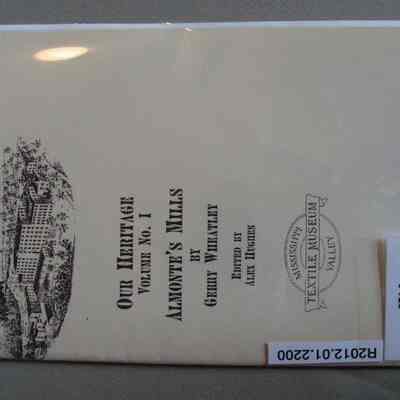 OUR HERITAGE
VOLUME NO. I
ALMONTE'S MILLS
BY
GERRY WHEATLEY
EDITED BY
ALEX HUGHES
MISSISSIPPI
TEXTILE MUSEUM
VALLEY
R2012.01.2200